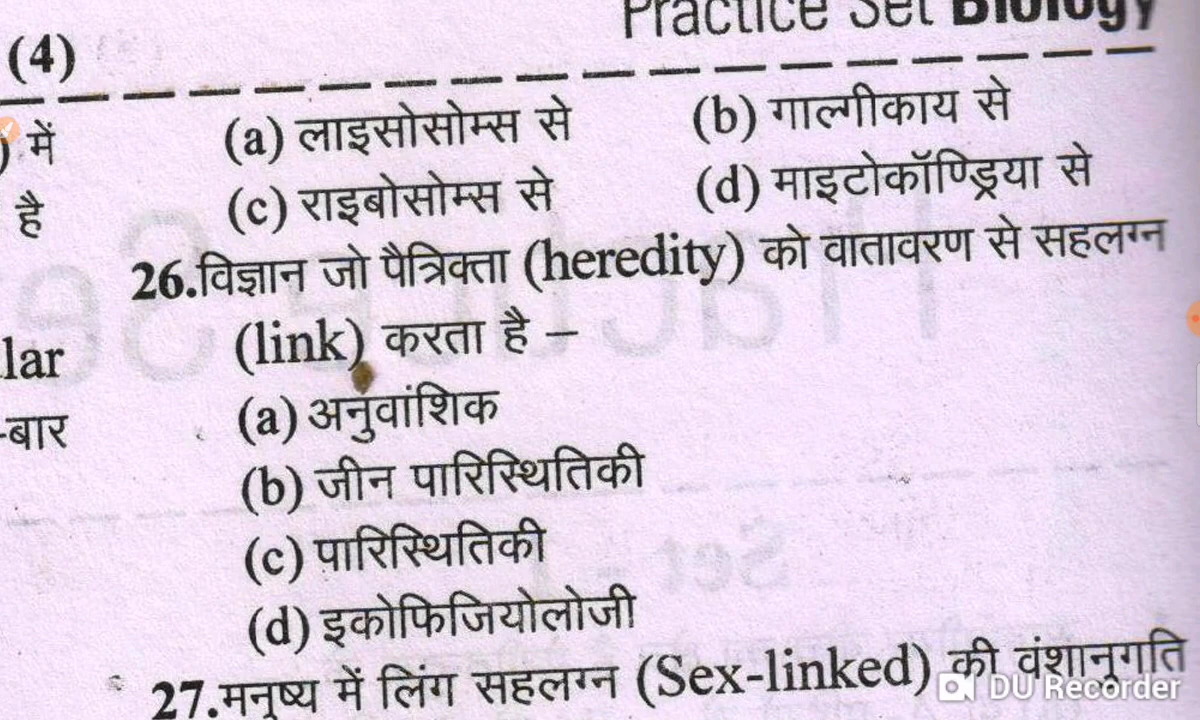 Practice Set Biology
(4)
में
(a) लाइसोसोम्स से
(b) गाल्गीकाय से
है
(c) राइबोसोम्स से
(d) माइटोकॉण्ड्रिया से
26.विज्ञान जो पैत्रिक्ता (heredity) को वातावरण से सहलग्न
lar
(link) करता है –
-बार
(a) अनुवांशिक
(b) जीन पारिस्थितिकी
(c) पारिस्थितिकी
(d) इकोफिजियोलोजी
27.मनुष्य में लिंग सहलग्न (Sex-linked) की वंशानुगति
DU Recorder